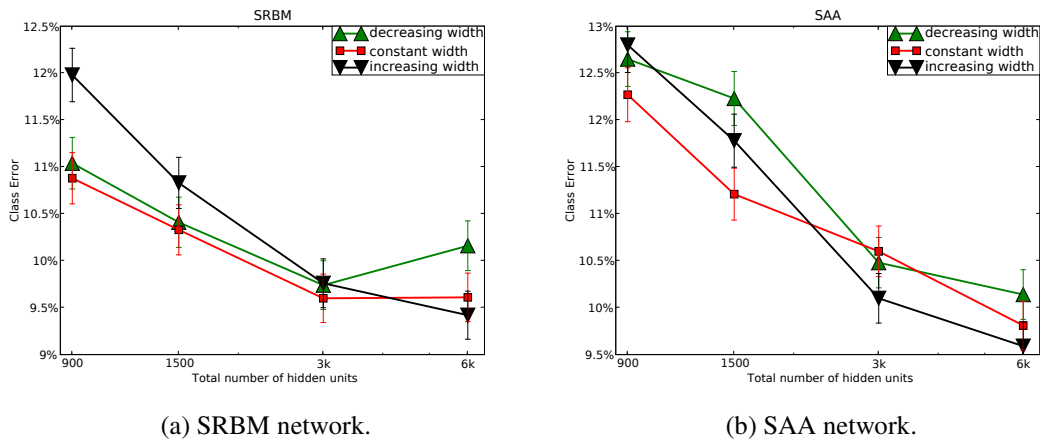 SRBM
12.5%
12%
11.5%
11%
10.5%
10%
9.5%
9%
Class Error
decreasing width
constant width
increasing width
900 1500 3k 6k
Total number of hidden units
(a) SRBM network.
SAA
13%
12.5%
12%
11.5%
11%
10.5%
10%
9.5%
Class Error
decreasing width
constant width
increasing width
900 1500 3k 6k
Total number of hidden units
(b) SAA network.